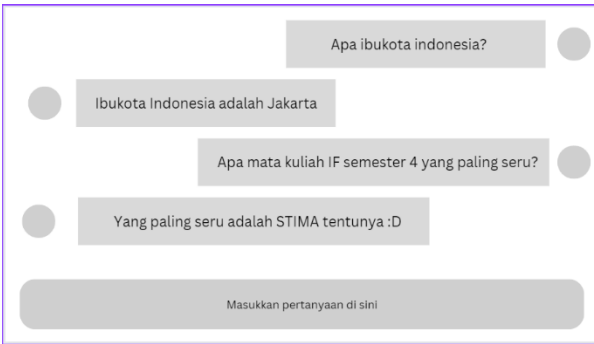 Apa ibukota indonesia?
Ibukota Indonesia adalah Jakarta
Apa mata kuliah IF semester 4 yang paling seru?
Yang paling seru adalah STIMA tentunya :D
Masukkan pertanyaan di sini